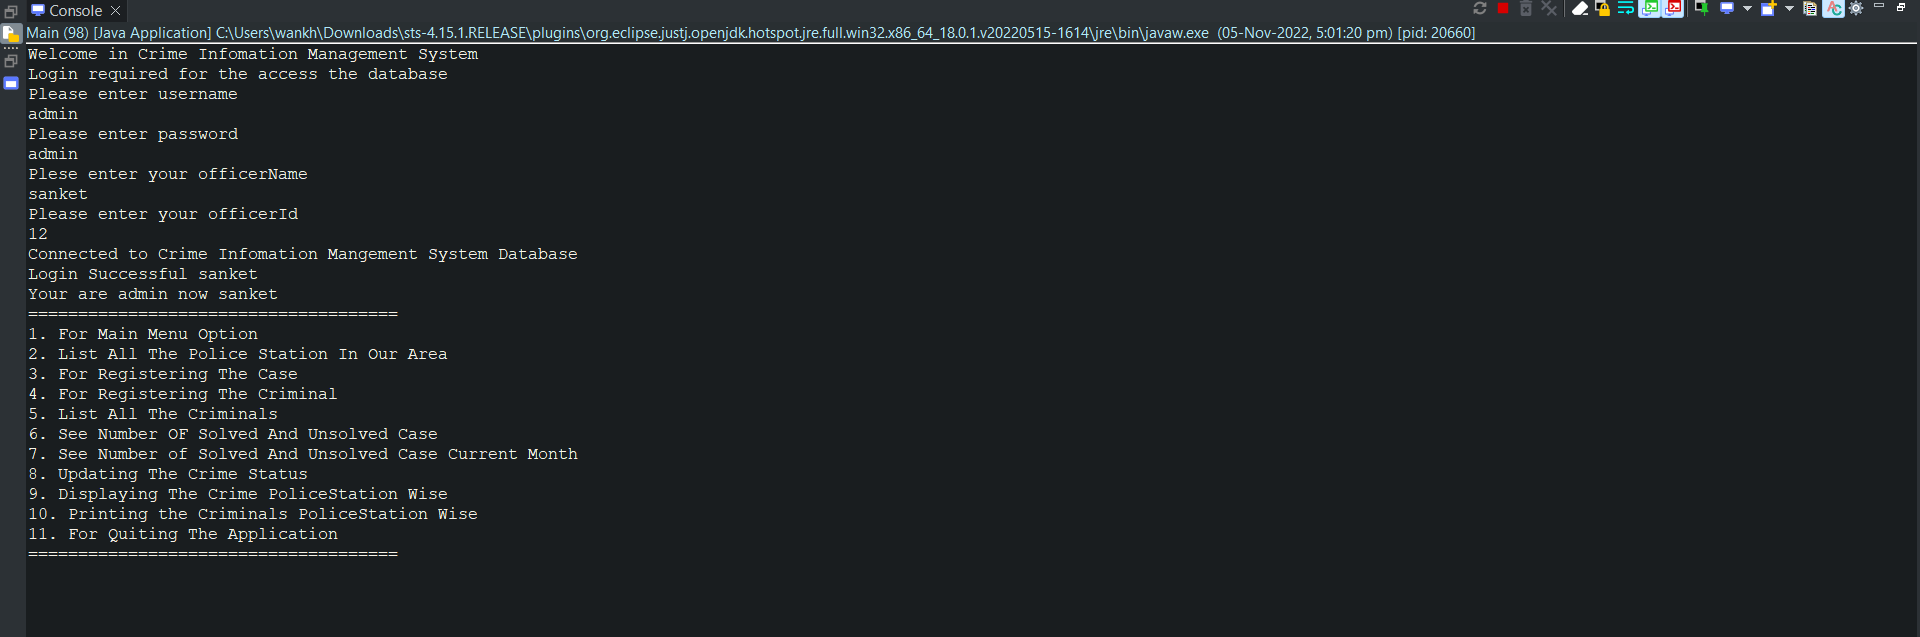 Console
Main (98) [Java Application] C:\Users\wankh\Downloads\sts-4.15.1.RELEASE\plugins\org.eclipse.justj.openjdk.hotspot.jre.full.win32.x86_64_18.0.1.v20220515-1614\jre\bin\javaw.exe (05-Nov-2022, 5:01:20 pm) [pid: 20660]
Welcome in Crime Infomation Management System
Login required for the access the database
Please enter username
admin
Please enter password
admin
Plese enter your officerName
sanket
Please enter your officerId
12
Connected to Crime Infomation Mangement System Database
Login Successful sanket
Your are admin now sanket
=====================================
1. For Main Menu Option
2. List All The Police Station In Our Area
3. For Registering The Case
4. For Registering The Criminal
5. List All The Criminals
6. See Number OF Solved And Unsolved Case
7. See Number of Solved And Unsolved Case Current Month
8. Updating The Crime Status
9. Displaying The Crime PoliceStation Wise
10. Printing the Criminals PoliceStation Wise
11. For Quiting The Application
=====================================